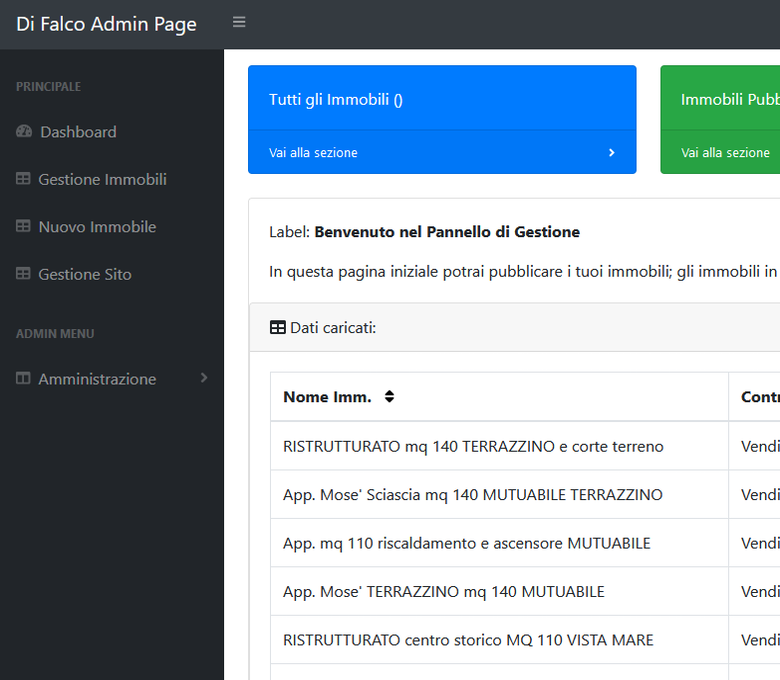 Di Falco Admin Page
PRINCIPALE
Dashboard
Gestione Immobili
Nuovo Immobile
Gestione Sito
ADMIN MENU
Amministrazione
Tutti gli Immobili ()
Vai alla sezione
Immobili Pubb
Vai alla sezione
Label: Benvenuto nel Pannello di Gestione
In questa pagina iniziale potrai pubblicare i tuoi immobili; gli immobili in
Dati caricati:
Nome Imm. Contr
RISTRUTTURATO mq 140 TERRAZZINO e corte terreno Vendi
App. Mose' Sciascia mq 140 MUTUABILE TERRAZZINO Vendi
App. mq 110 riscaldamento e ascensore MUTUABILE Vendi
App. Mose' TERRAZZINO mq 140 MUTUABILE Vendi
RISTRUTTURATO centro storico MQ 110 VISTA MARE Vendi